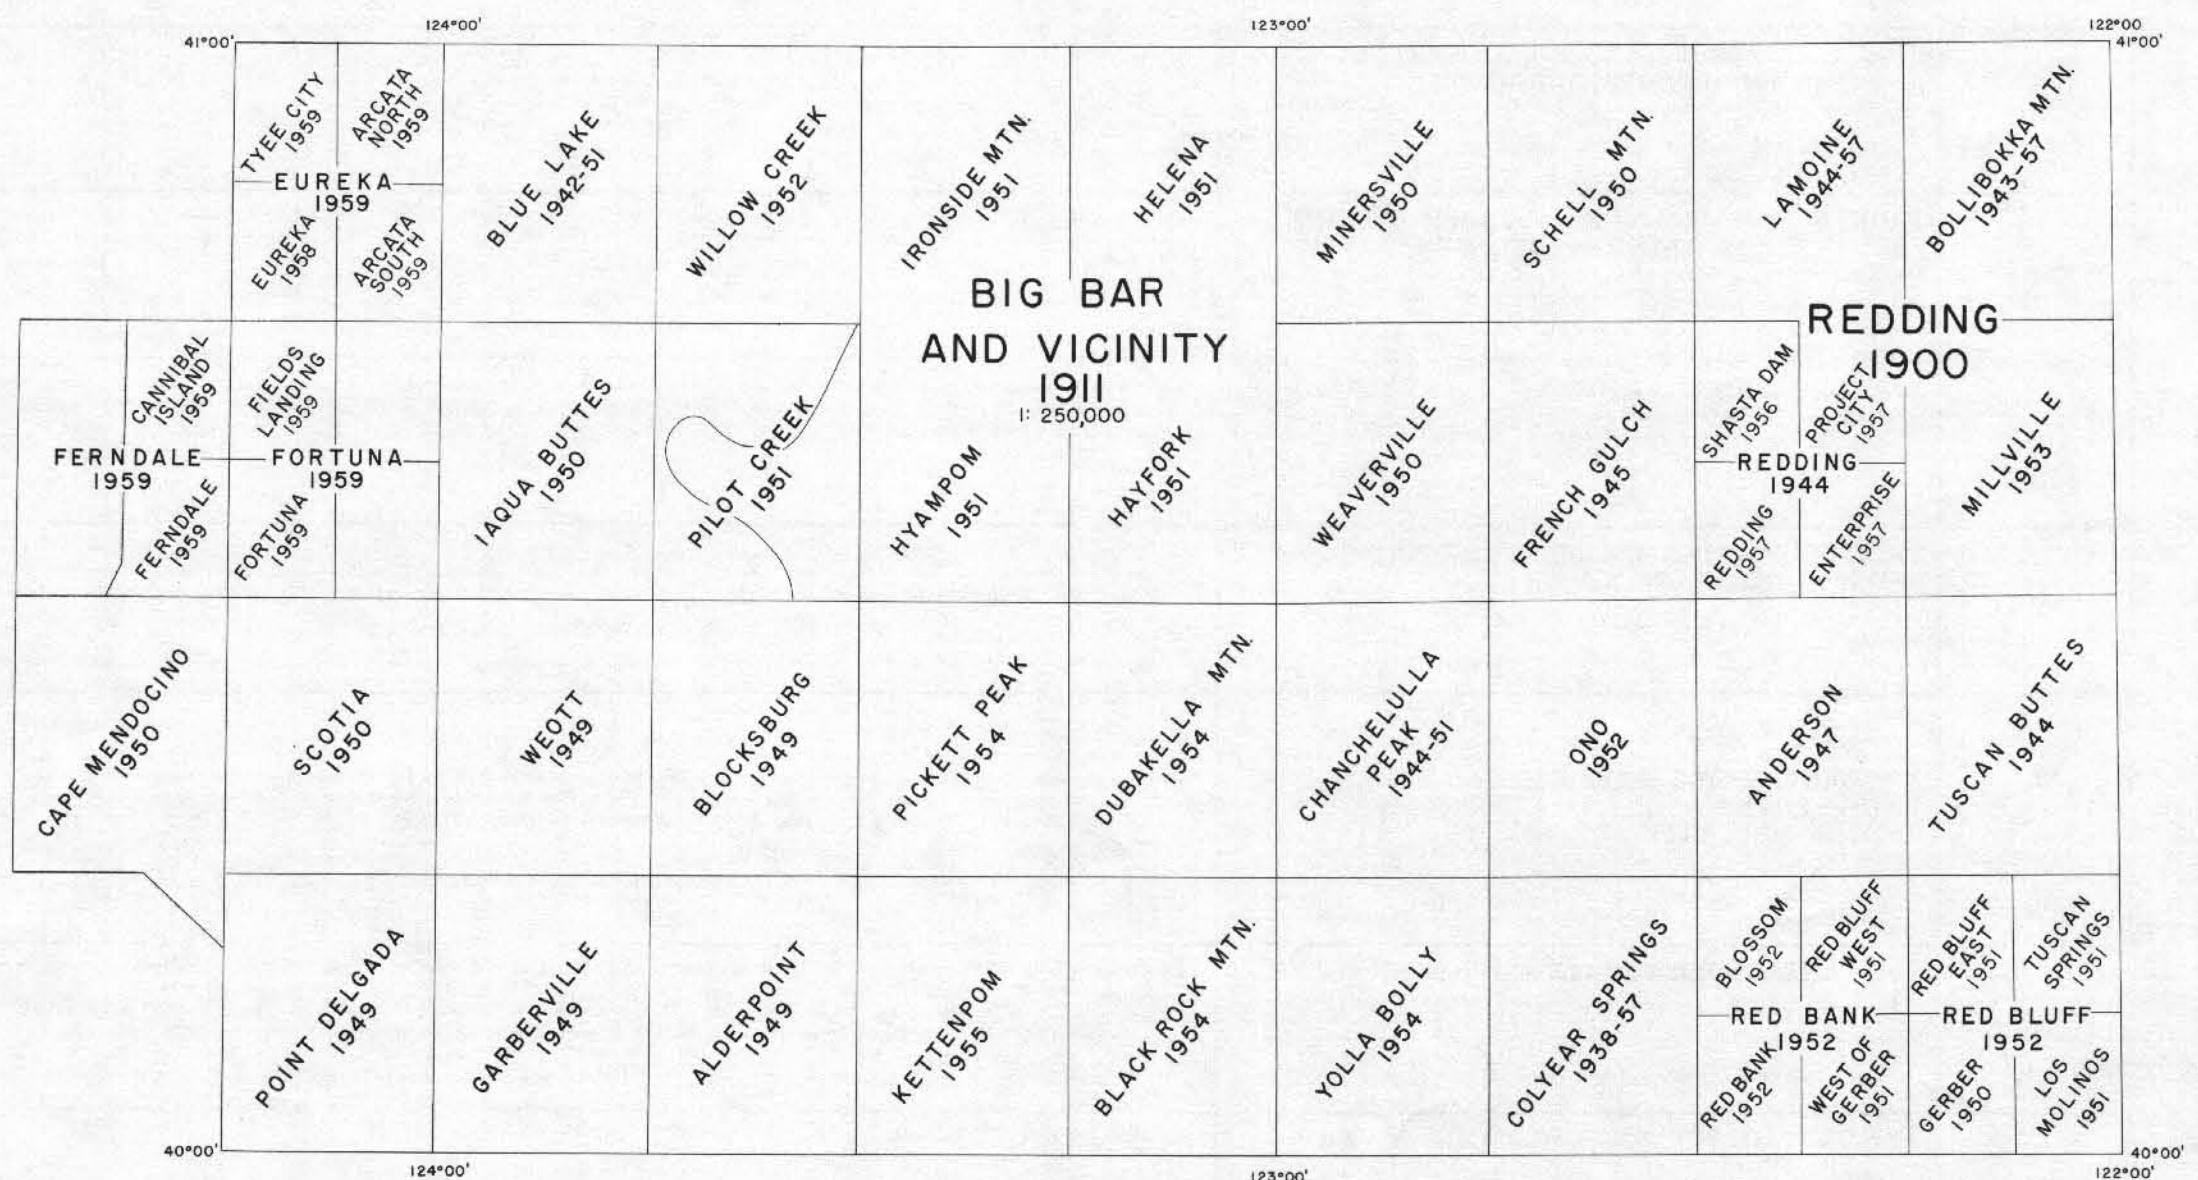 124°00'
123°00'
122°00
41°00'
41°00'
TYEE CITY
1959
ARCATA
NORTH
1959
EUREKA
1959
EUREKA
1958
ARCATA
SOUTH
1959
BLUE LAKE
1942-51
WILLOW CREEK
1952
IRONSIDE MTN.
1951
HELENA
1951
MINERSVILLE
1950
SCHELL MTN.
1950
LAMOINE
1944-57
BOLLIBOKKA MTN.
1943-57
BIG BAR
AND VICINITY
1911
1: 250,000
REDDING
1900
CANNIBAL
ISLAND
1959
FERNDALE
1959
FERNDALE
1959
FIELDS
LANDING
1959
FORTUNA
1959
FORTUNA
1959
IAQUA BUTTES
1950
PILOT CREEK
1951
HYAMPOM
1951
HAYFORK
1951
WEAVERVILLE
1950
FRENCH GULCH
1945
SHASTA DAM
1956
PROJECT
CITY
1957
REDDING
1944
REDDING
1957
ENTERPRISE
1957
MILLVILLE
1953
CAPE MENDOCINO
1950
SCOTIA
1950
WEOTT
1949
BLOCKSBURG
1949
PICKETT PEAK
1954
DUBAKELLA MTN.
1954
CHANCHELULLA
PEAK
1944-51
ONO
1952
ANDERSON
1947
TUSCAN BUTTES
1944
POINT DELGADA
1949
GARBERVILLE
1949
ALDERPOINT
1949
KETTENPOM
1955
BLACK ROCK MTN.
1954
YOLLA BOLLY
1954
COLYEAR SPRINGS
1938-57
BLOSSOM
1952
RED BLUFF
WEST
1951
RED BANK
1952
RED BANK
1952
WEST OF
GERBER
1951
RED BLUFF
EAST
1951
TUSCAN
SPRINGS
1951
RED BLUFF
1952
GERBER
1950
LOS
MOLINOS
1951
40°00'
40°00'
124°00'
123°00'
122°00'